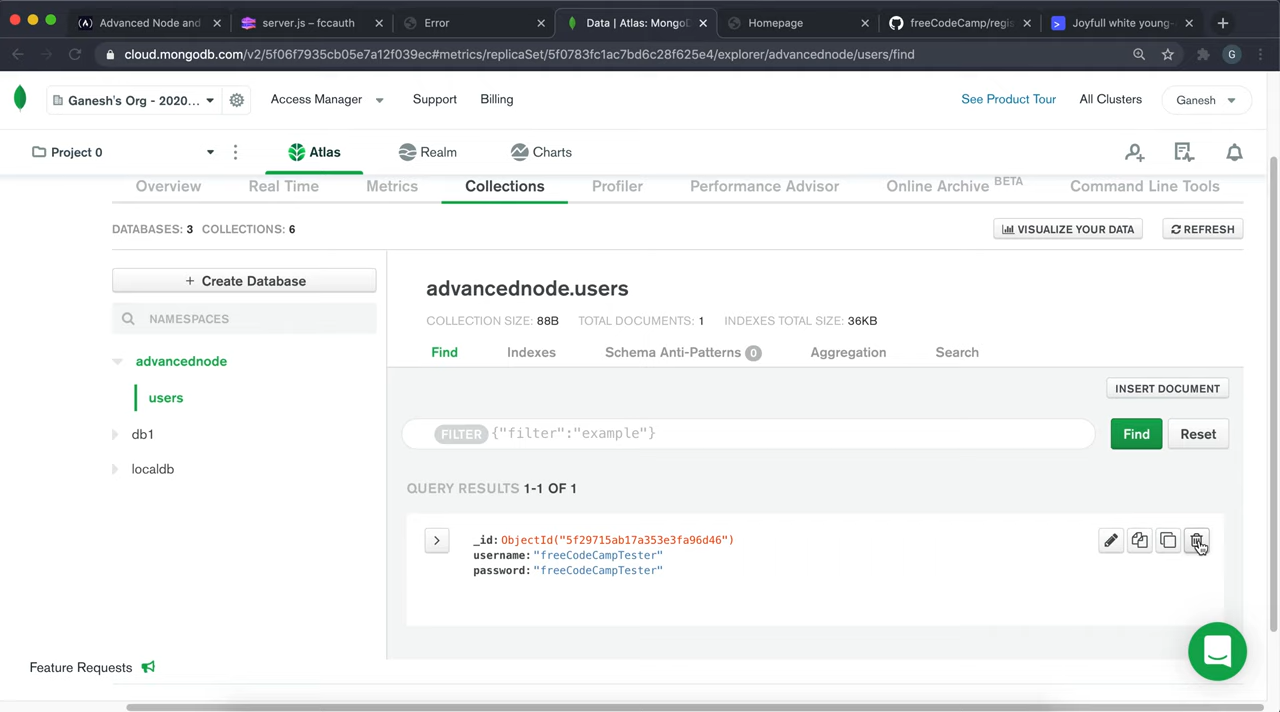 Advanced Node and
server.js – fccauth
Error
Data | Atlas: MongoD
Homepage
freeCodeCamp/regis
Joyfull white young-
cloud.mongodb.com/v2/5f06f7935cb05e7a12f039ec#metrics/replicaSet/5f0783fc1ac7bd6c28f625e4/explorer/advancednode/users/find
G
Ganesh's Org - 2020...
Access Manager
Support
Billing
See Product Tour
All Clusters
Ganesh
Project 0
Atlas
Realm
Charts
Overview
Real Time
Metrics
Collections
Profiler
Performance Advisor
Online Archive BETA
Command Line Tools
DATABASES: 3 COLLECTIONS: 6
VISUALIZE YOUR DATA
REFRESH
+ Create Database
NAMESPACES
advancednode
users
db1
localdb
advancednode.users
COLLECTION SIZE: 88B TOTAL DOCUMENTS: 1 INDEXES TOTAL SIZE: 36KB
Find
Indexes
Schema Anti-Patterns 0
Aggregation
Search
INSERT DOCUMENT
FILTER {"filter":"example"}
Find
Reset
QUERY RESULTS 1-1 OF 1
_id: ObjectId("5f29715ab17a353e3fa96d46")
username: "freeCodeCampTester"
password: "freeCodeCampTester"
Feature Requests